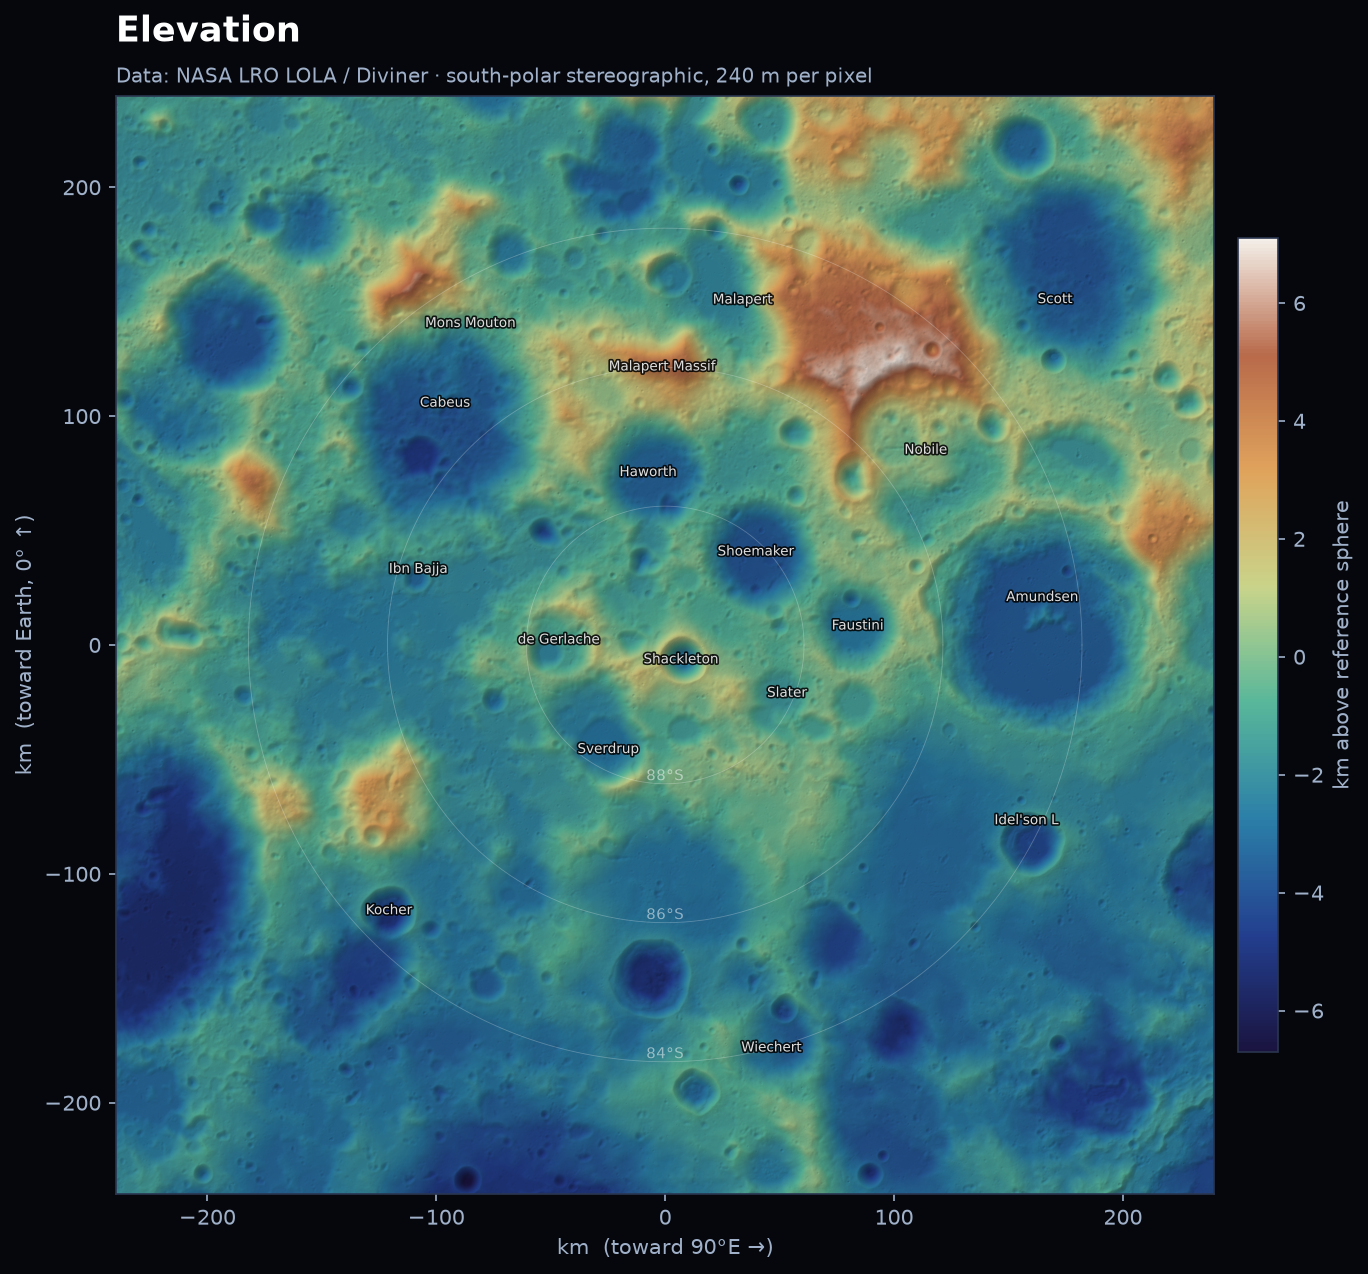 Elevation
Data: NASA LRO LOLA / Diviner · south-polar stereographic, 240 m per pixel
km (toward Earth, 0° ↑)
200
100
0
−100
−200
Malapert
Scott
Mons Mouton
Malapert Massif
Cabeus
Nobile
Haworth
Shoemaker
Ibn Bajja
Amundsen
Faustini
de Gerlache
Shackleton
Slater
Sverdrup
88°S
Idel'son L
Kocher
86°S
Wiechert
84°S
−200
−100
0
100
200
km (toward 90°E →)
6
4
2
0
−2
−4
−6
km above reference sphere